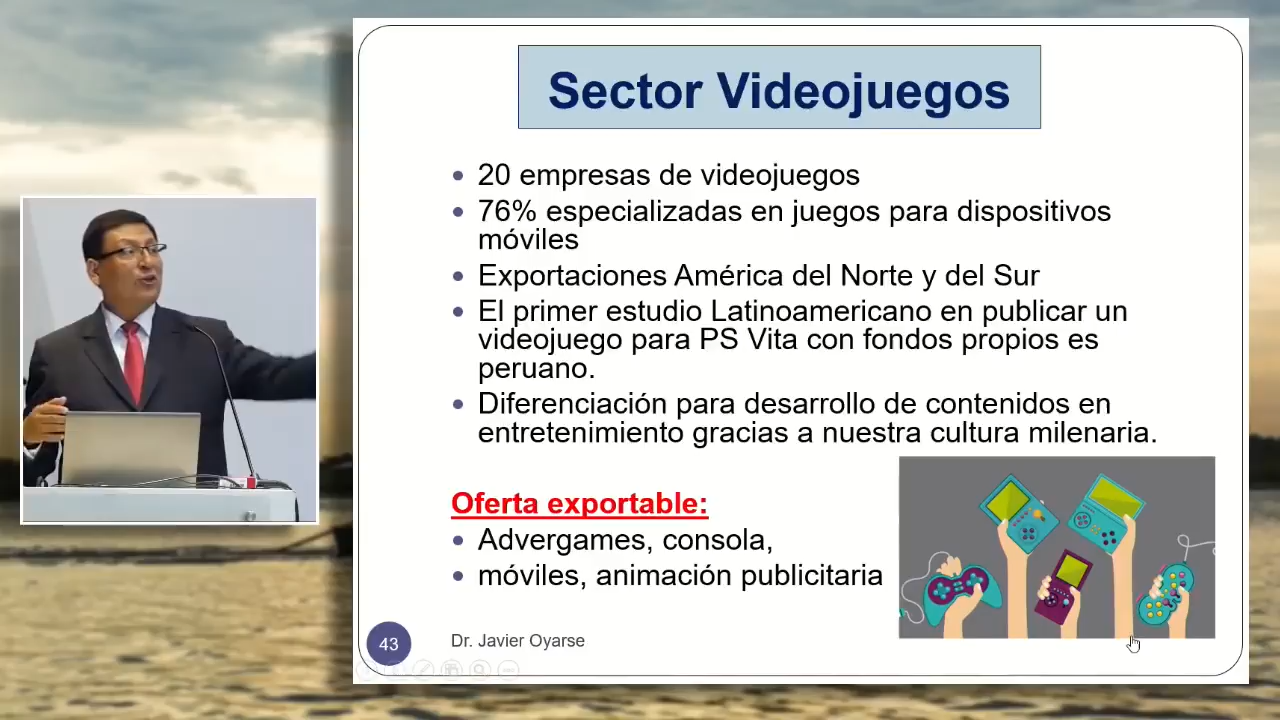 Sector Videojuegos
• 20 empresas de videojuegos
• 76% especializadas en juegos para dispositivos
móviles
• Exportaciones América del Norte y del Sur
• El primer estudio Latinoamericano en publicar un
videojuego para PS Vita con fondos propios es
peruano.
• Diferenciación para desarrollo de contenidos en
entretenimiento gracias a nuestra cultura milenaria.
Oferta exportable:
• Advergames, consola,
• móviles, animación publicitaria
43
Dr. Javier Oyarse